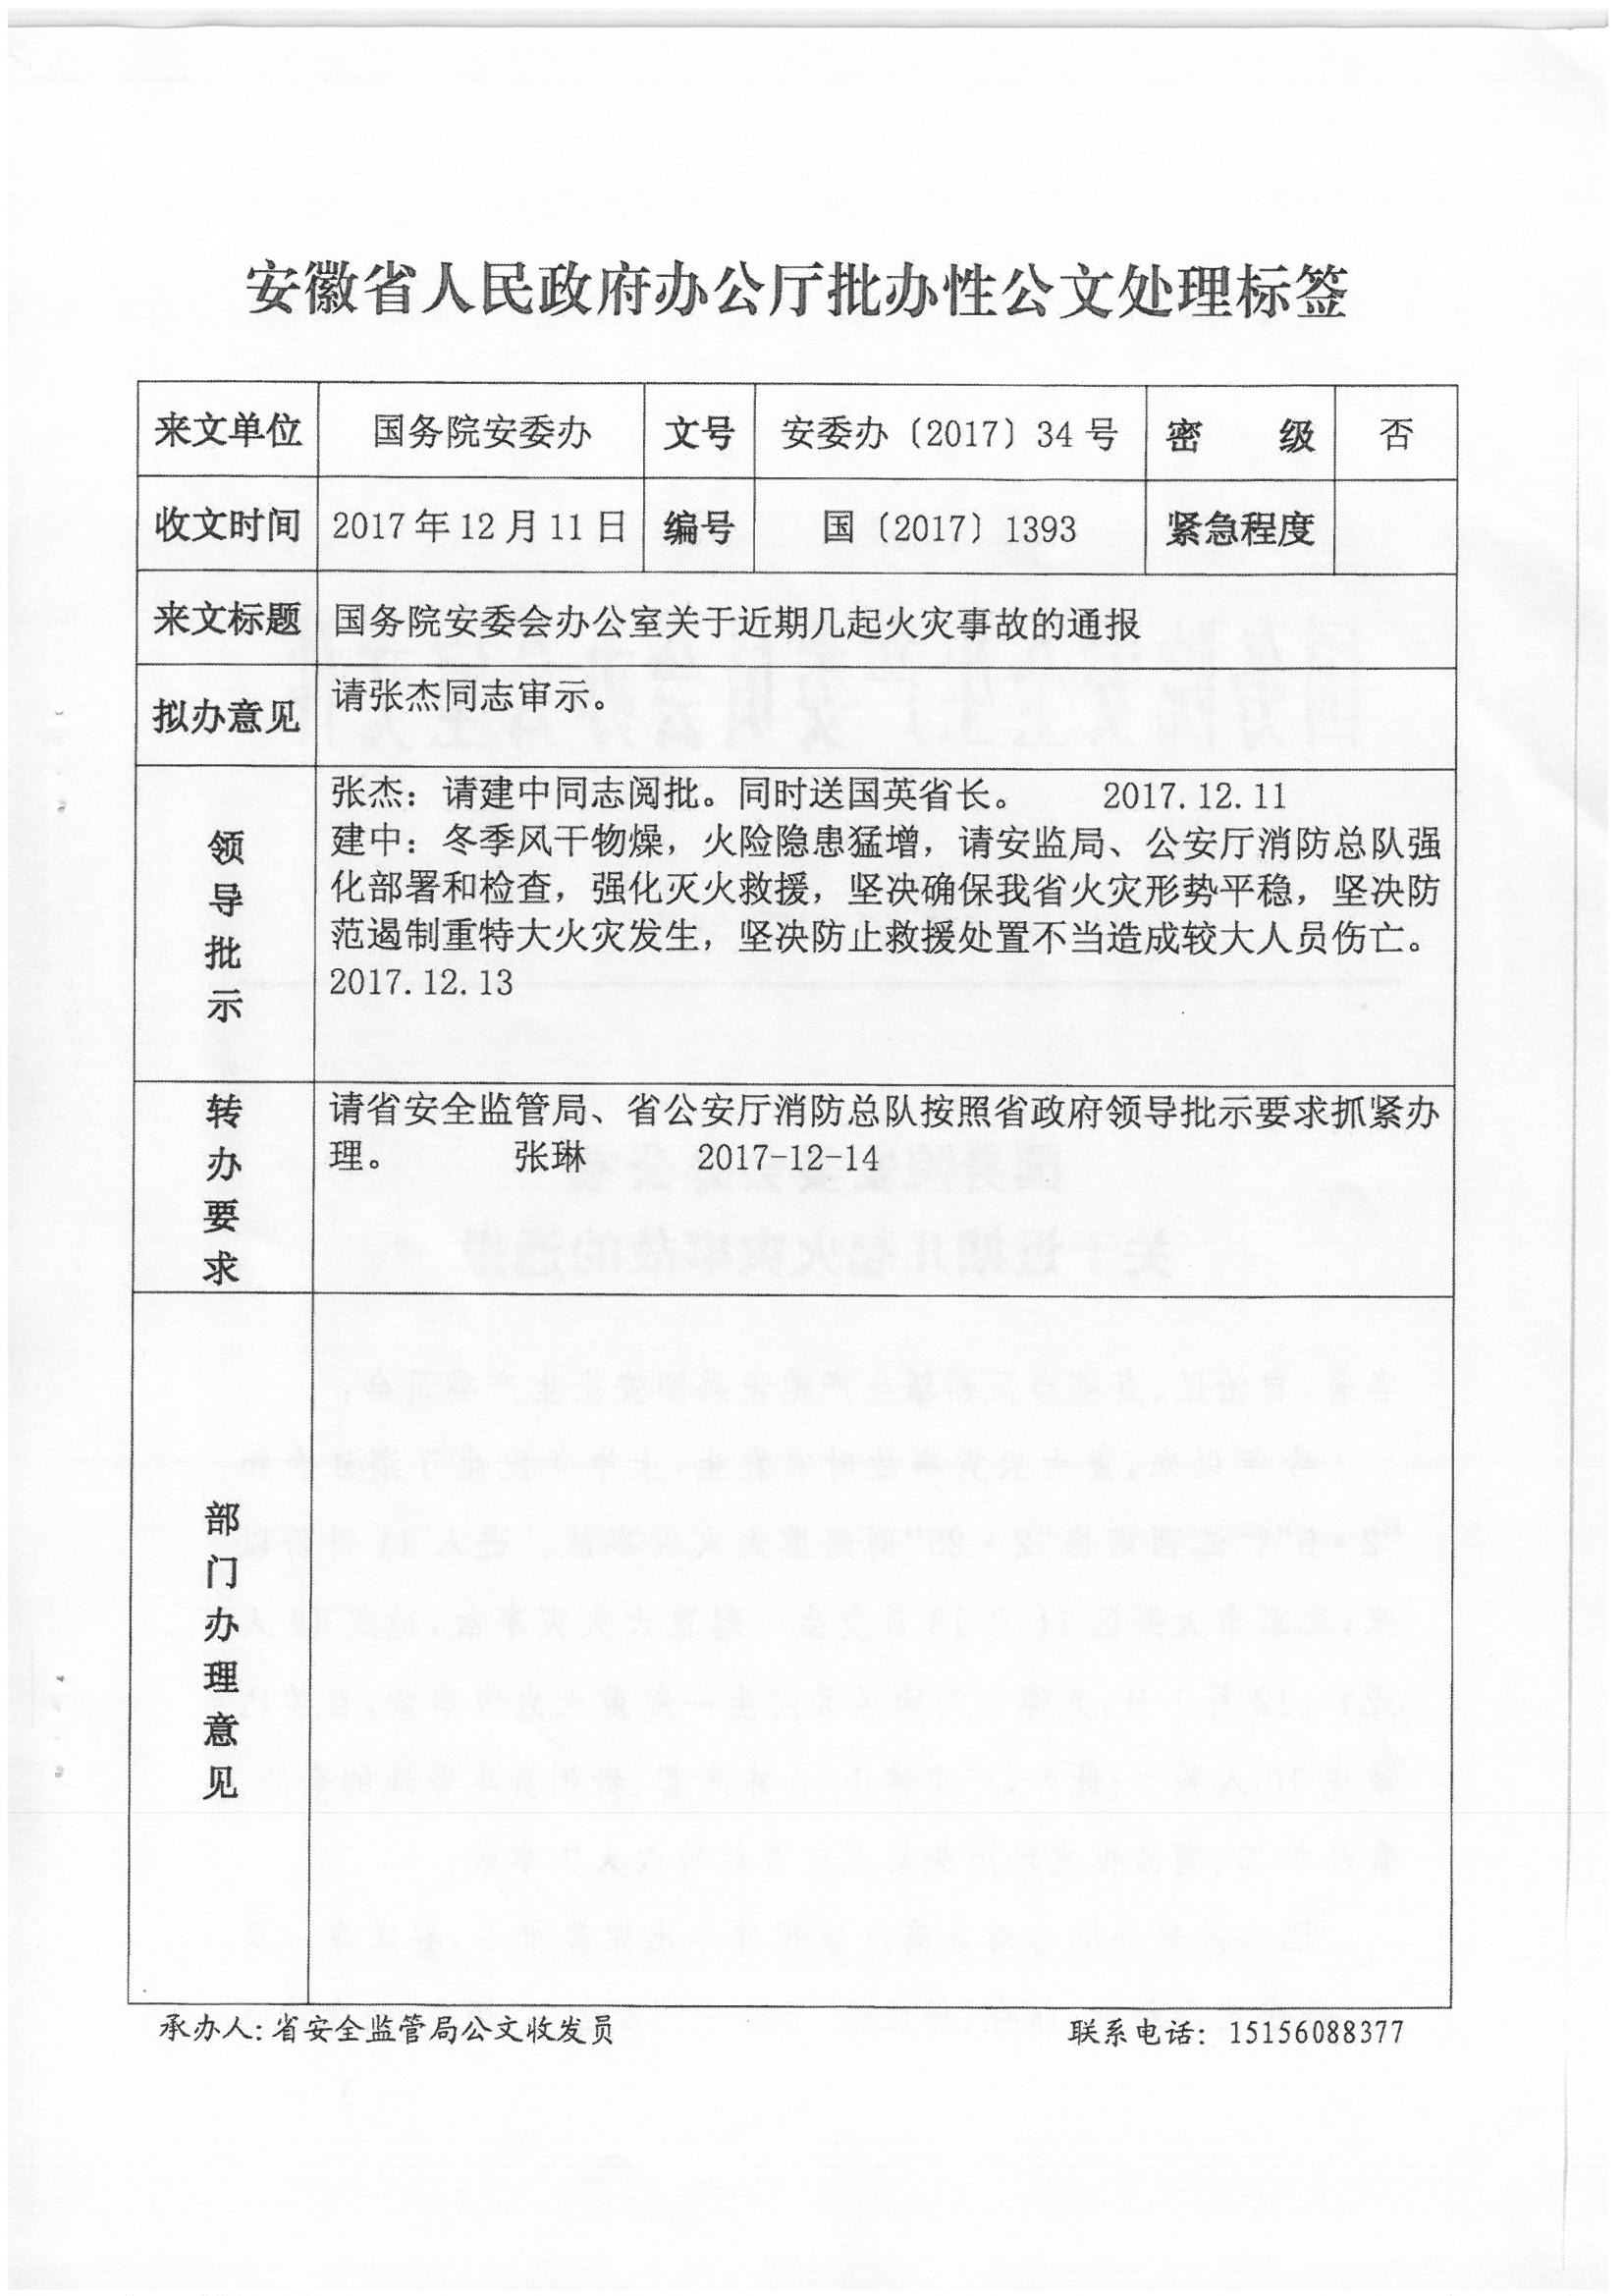 安徽省人民政府办公厅批办性公文处理标签
来文单位 国务院安委办 文号 安委办〔2017〕34 号 密 级 否
收文时间 2017 年 12 月 11 日 编号 国〔2017〕1393 紧急程度
来文标题 国务院安委会办公室关于近期几起火灾事故的通报
拟办意见 请张杰同志审示。
领导批示
张杰：请建中同志阅批。同时送国英省长。 2017.12.11
建中：冬季风干物燥，火险隐患猛增，请安监局、公安厅消防总队强
化部署和检查，强化灭火救援，坚决确保我省火灾形势平稳，坚决防
范遏制重特大火灾发生，坚决防止救援处置不当造成较大人员伤亡。
2017.12.13
转办要求
请省安全监管局、省公安厅消防总队按照省政府领导批示要求抓紧办
理。 张琳 2017-12-14
部门办理意见
承办人：省安全监管局公文收发员 联系电话：15156088377